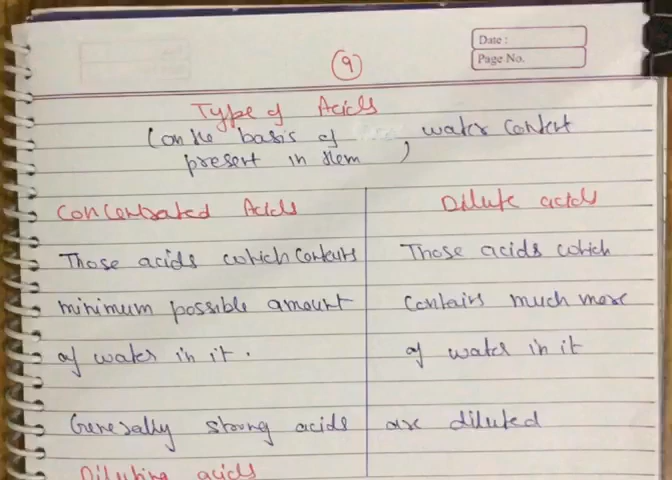 Date :
Page No.
9
Type of Acids
(on the basis of water content
present in them )
Concentrated Acids
Those acids which contains
minimum possible amount
of water in it .
Dilute acids
Those acids which
contains much more
of water in it
Generally strong acids are diluted
Diluting acids